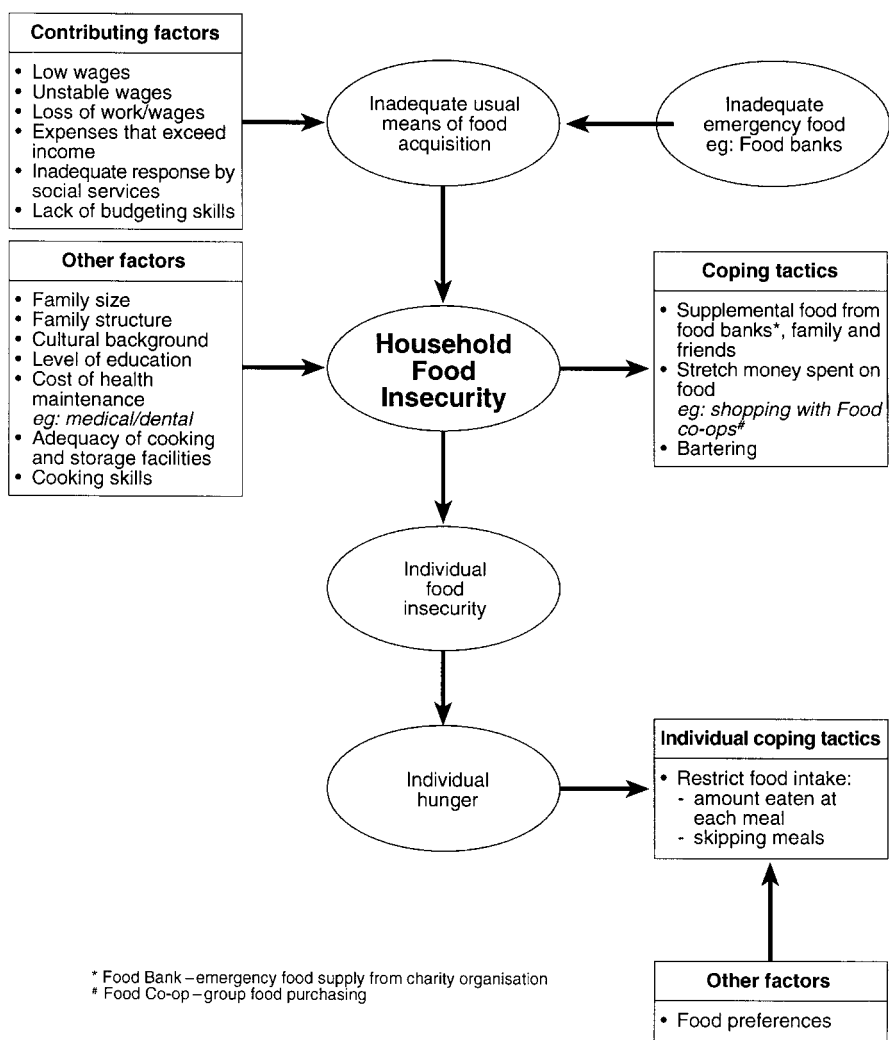 Contributing factors
• Low wages
• Unstable wages
• Loss of work/wages
• Expenses that exceed
income
• Inadequate response by
social services
• Lack of budgeting skills
Inadequate usual
means of food
acquisition
Inadequate
emergency food
eg: Food banks
Other factors
• Family size
• Family structure
• Cultural background
• Level of education
• Cost of health
maintenance
eg: medical/dental
• Adequacy of cooking
and storage facilities
• Cooking skills
Household
Food
Insecurity
Coping tactics
• Supplemental food from
food banks*, family and
friends
• Stretch money spent on
food
eg: shopping with Food
co-ops#
• Bartering
Individual
food
insecurity
Individual
hunger
Individual coping tactics
• Restrict food intake:
- amount eaten at
each meal
- skipping meals
Other factors
• Food preferences
* Food Bank – emergency food supply from charity organisation
# Food Co-op – group food purchasing